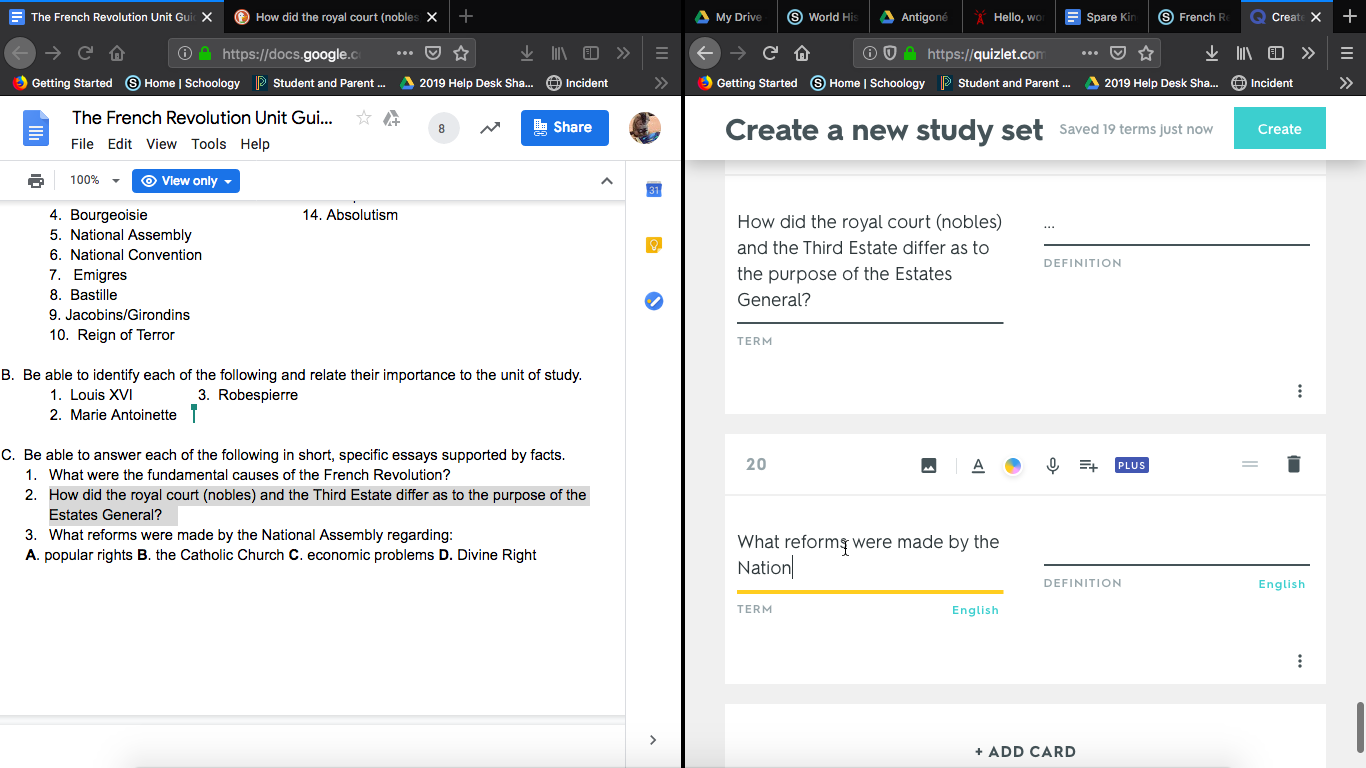 The French Revolution Unit Gui
How did the royal court (nobles
My Drive
World His
Antigoné
Hello, wo
Spare Kin
French Re
Create
https://docs.google.c
https://quizlet.com
Getting Started
Home | Schoology
Student and Parent ...
2019 Help Desk Sha...
Incident
Getting Started
Home | Schoology
Student and Parent ...
2019 Help Desk Sha...
Incident
The French Revolution Unit Gui...
File Edit View Tools Help
8
Share
100%
View only
31
4. Bourgeoisie 14. Absolutism
5. National Assembly
6. National Convention
7. Emigres
8. Bastille
9. Jacobins/Girondins
10. Reign of Terror
B. Be able to identify each of the following and relate their importance to the unit of study.
1. Louis XVI 3. Robespierre
2. Marie Antoinette
C. Be able to answer each of the following in short, specific essays supported by facts.
1. What were the fundamental causes of the French Revolution?
2. How did the royal court (nobles) and the Third Estate differ as to the purpose of the
Estates General?
3. What reforms were made by the National Assembly regarding:
A. popular rights B. the Catholic Church C. economic problems D. Divine Right
Create a new study set
Saved 19 terms just now
Create
How did the royal court (nobles)
and the Third Estate differ as to
the purpose of the Estates
General?
TERM
...
DEFINITION
20
PLUS
What reforms were made by the
Nation
TERM
English
DEFINITION
English
+ ADD CARD